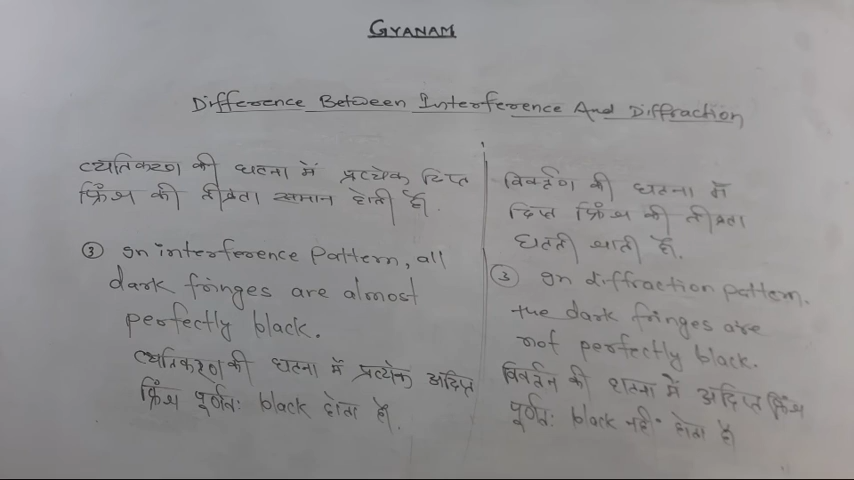 GYANAM
Difference Between Interference And Diffraction
व्यतिकरण की घटना में प्रत्येक दिप्त
फ्रिंज की तीव्रता समान होती है।
③ In interference Pattern, all
dark fringes are almost
perfectly black.
व्यतिकरण की घटना में प्रत्येक अदिप्त
फ्रिंज पूर्णतः black होता है।
विवर्तन की घटना में
दिप्त फ्रिंज की तीव्रता
घटती जाती है.
③ In diffraction pattern.
the dark fringes are
not perfectly black.
विवर्तन की घटना में अदिप्त फ्रिंज
पूर्णतः black नहीं होता है